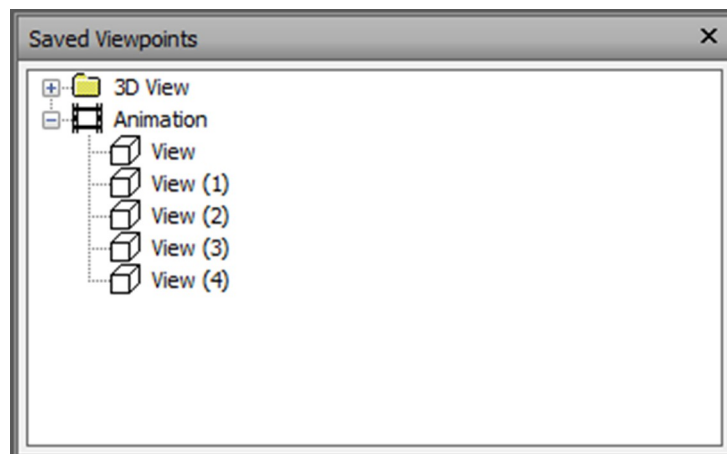 Saved Viewpoints
3D View
Animation
View
View (1)
View (2)
View (3)
View (4)